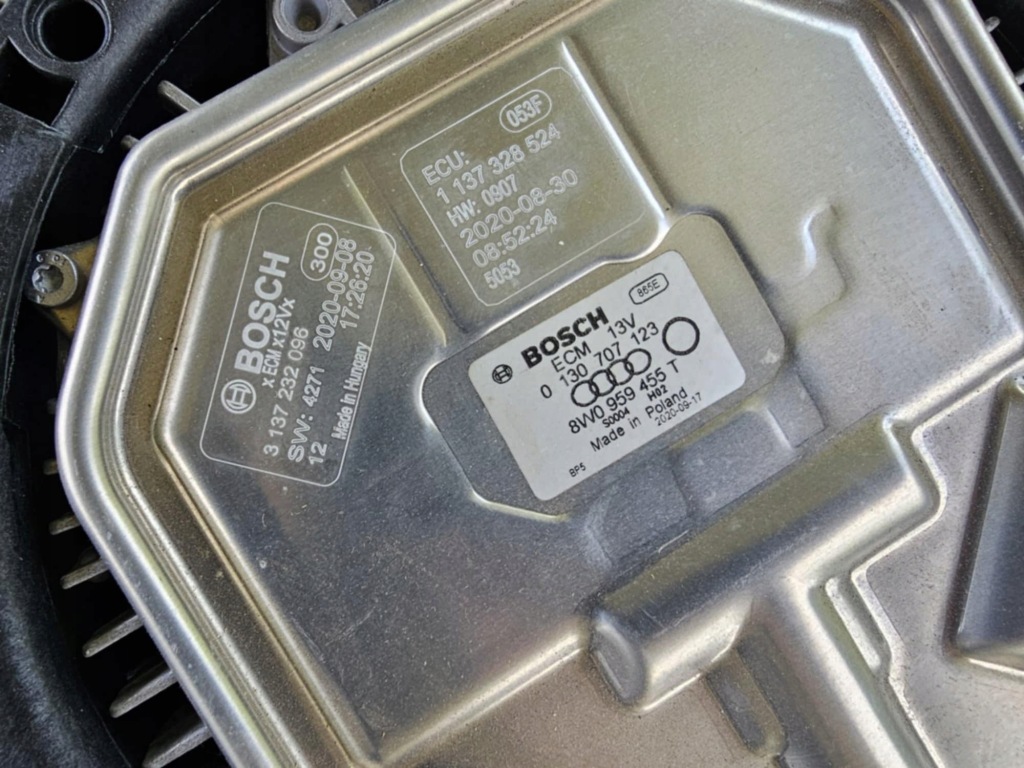 053F
ECU:
1 137 328 524
HW: 0907
2020-08-30
08:52:24
5053
BOSCH
300
x ECM x12Vx
3 137 232 096
SW: 4271 2020-09-08
12 17:26:20
Made in Hungary
BOSCH
865E
ECM 13V
0 130 707 123
8W0 959 455 T
S0004 H02
Made in Poland
2020-09-17
BP5